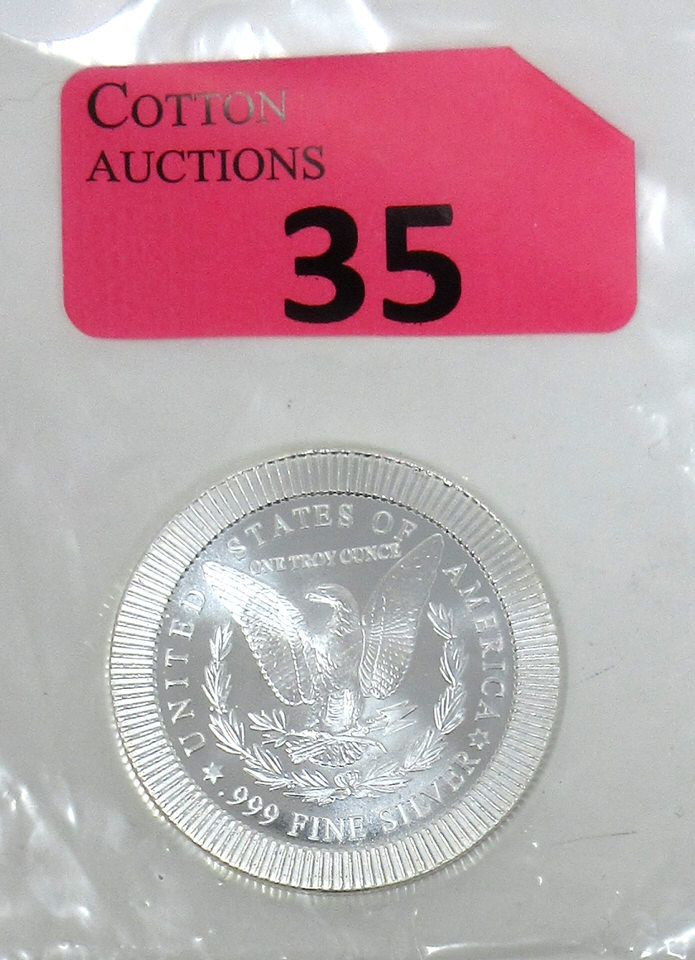 COTTON
AUCTIONS
35
UNITED STATES OF AMERICA
ONE TROY OUNCE
.999 FINE SILVER